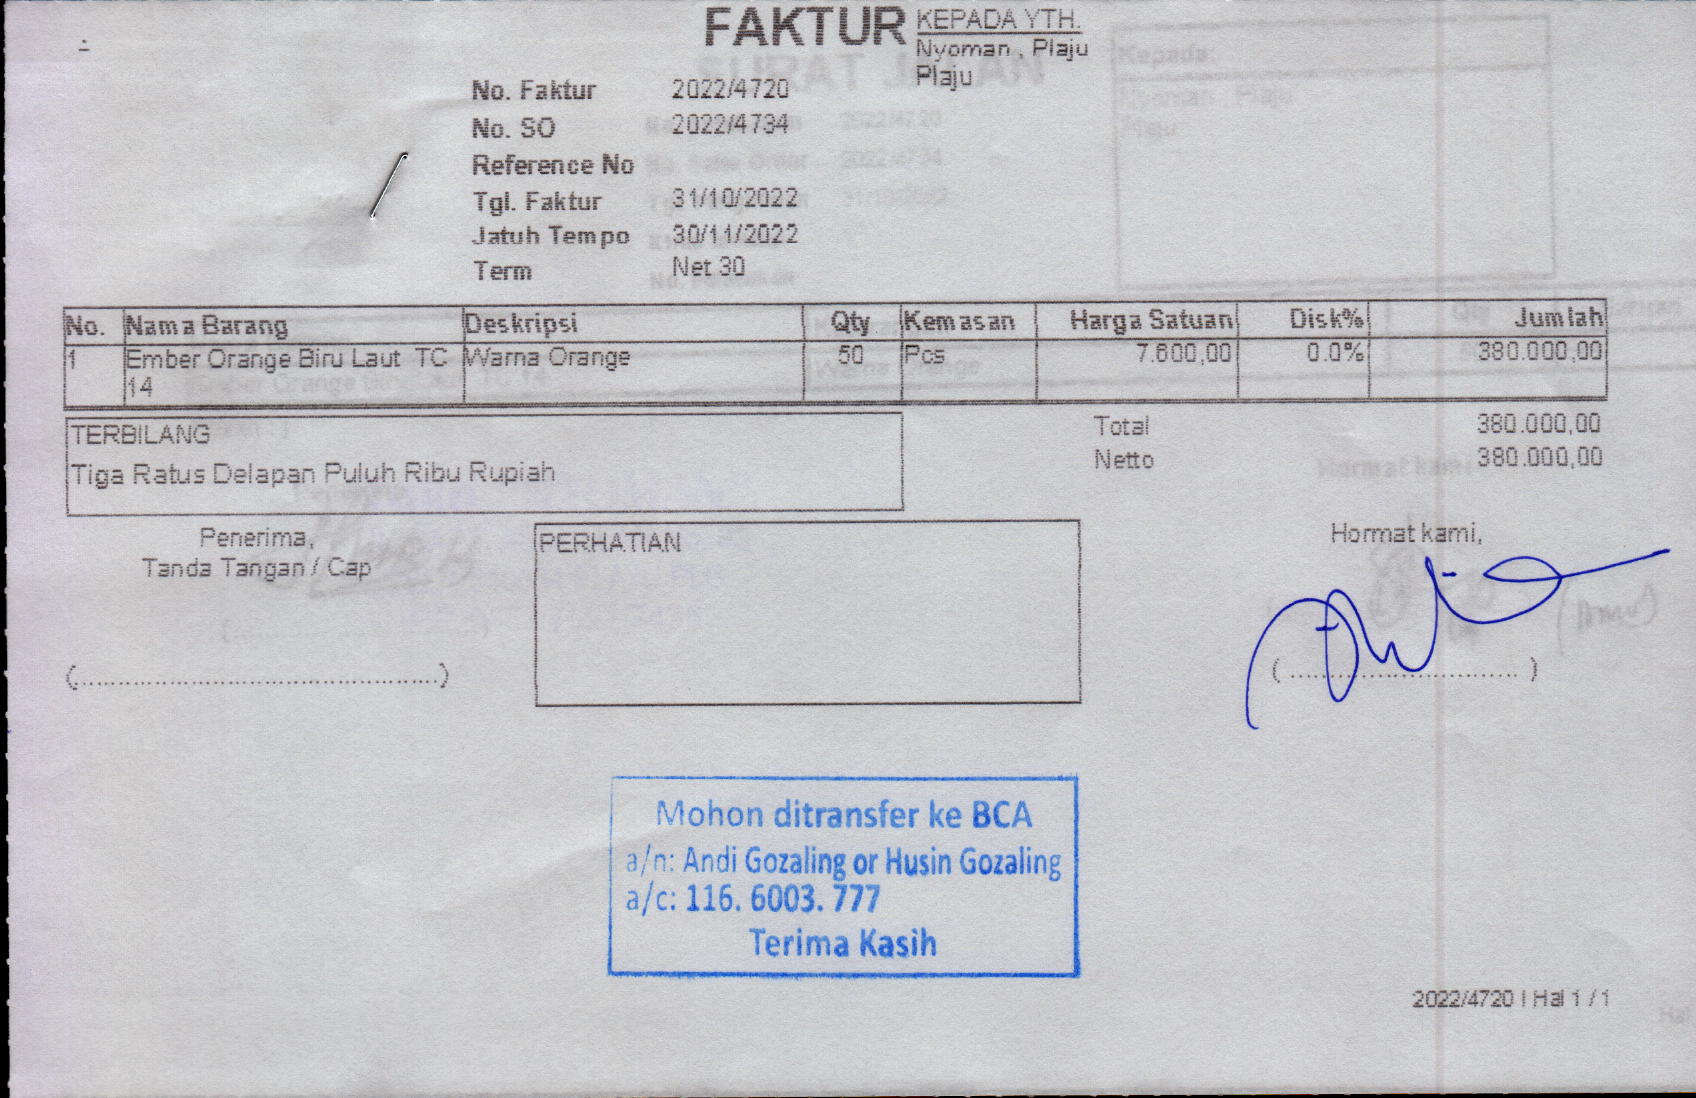 FAKTUR
KEPADA YTH.
Nyoman , Plaju
Plaju
No. Faktur 2022/4720
No. SO 2022/4734
Reference No
Tgl. Faktur 31/10/2022
Jatuh Tempo 30/11/2022
Term Net 30
No. Nama Barang Deskripsi Qty Kemasan Harga Satuan Disk% Jumlah
1 Ember Orange Biru Laut TC Warna Orange 50 Pcs 7.600,00 0.0% 380.000,00
14
TERBILANG
Tiga Ratus Delapan Puluh Ribu Rupiah
Total 380.000,00
Netto 380.000,00
Penerima,
Tanda Tangan / Cap
(................................................)
PERHATIAN
Hormat kami,
( ................................ )
Mohon ditransfer ke BCA
a/n: Andi Gozaling or Husin Gozaling
a/c: 116. 6003. 777
Terima Kasih
2022/4720 | Hal 1 / 1